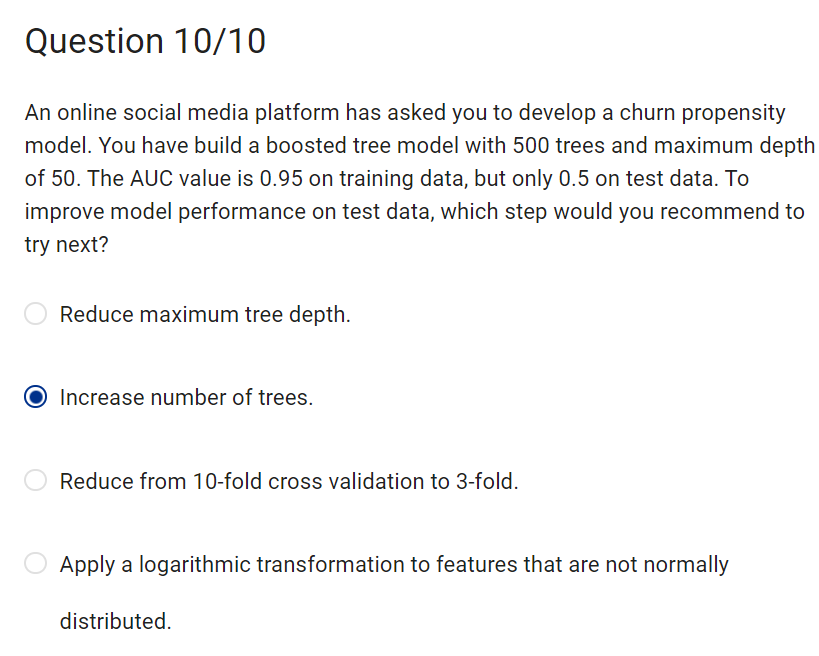 Question 10/10
An online social media platform has asked you to develop a churn propensity
model. You have build a boosted tree model with 500 trees and maximum depth
of 50. The AUC value is 0.95 on training data, but only 0.5 on test data. To
improve model performance on test data, which step would you recommend to
try next?
Reduce maximum tree depth.
Increase number of trees.
Reduce from 10-fold cross validation to 3-fold.
Apply a logarithmic transformation to features that are not normally
distributed.